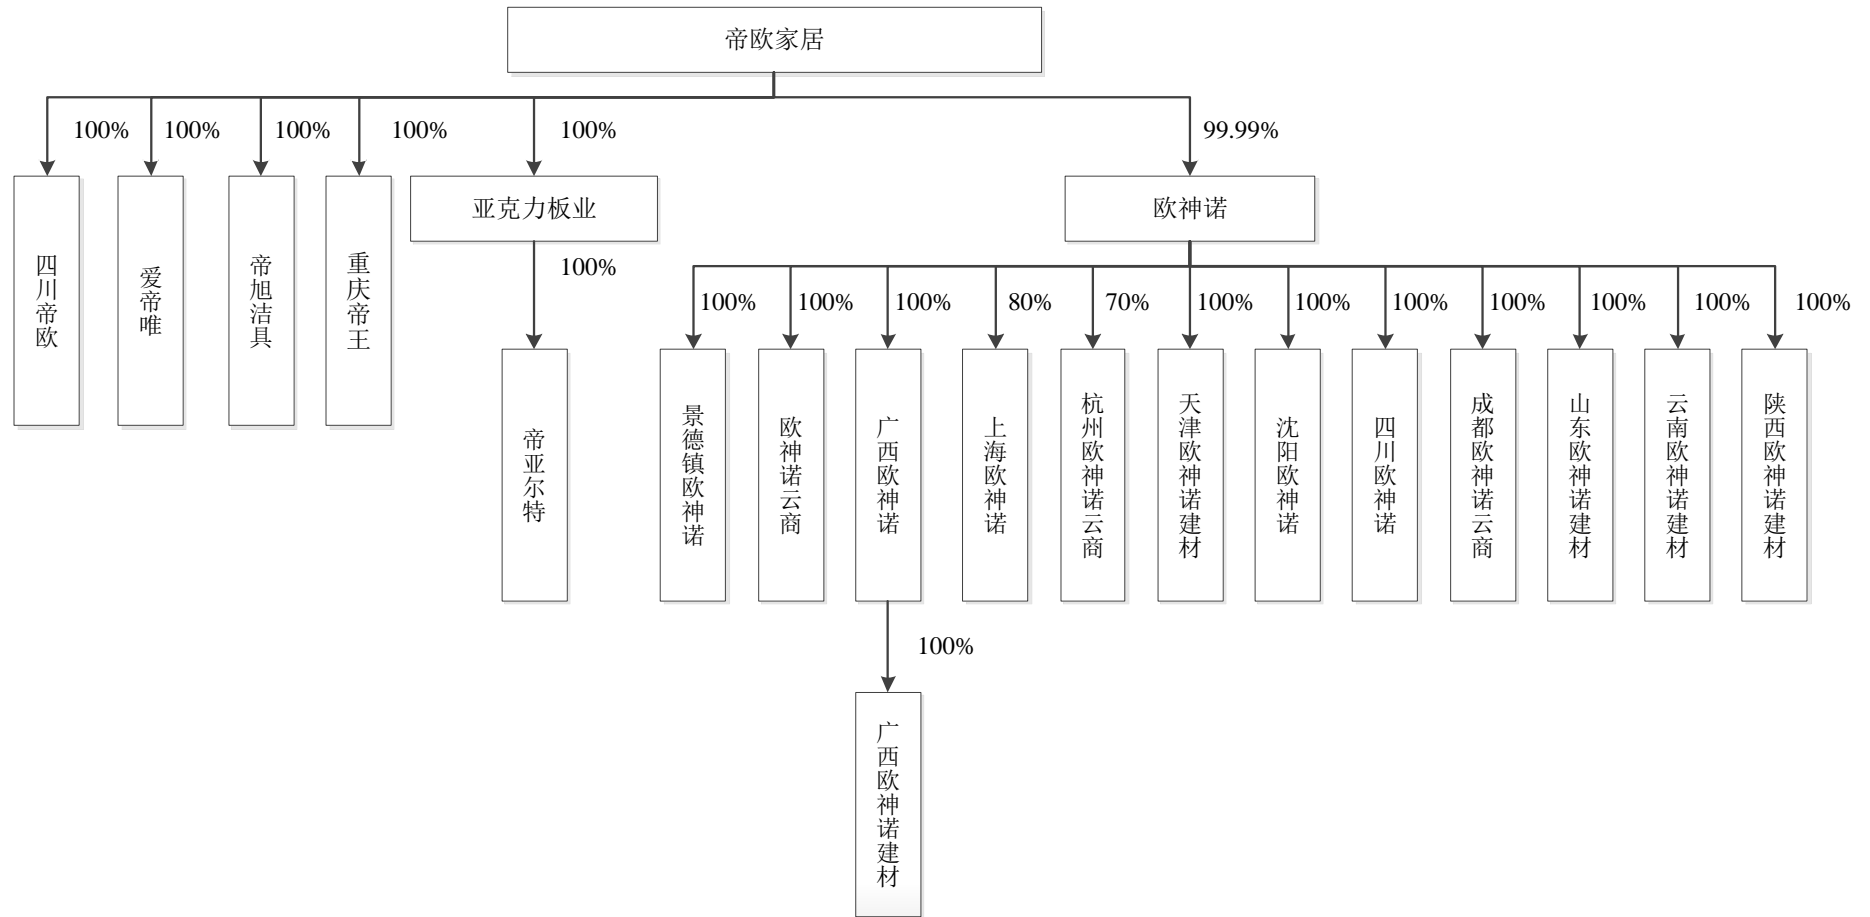 帝欧家居
100%
100%
100%
100%
100%
99.99%
四川帝欧
爱帝唯
帝旭洁具
重庆帝王
亚克力板业
欧神诺
100%
100%
100%
100%
80%
70%
100%
100%
100%
100%
100%
100%
100%
帝亚尔特
景德镇欧神诺
欧神诺云商
广西欧神诺
上海欧神诺
杭州欧神诺云商
天津欧神诺建材
沈阳欧神诺
四川欧神诺
成都欧神诺云商
山东欧神诺建材
云南欧神诺建材
陕西欧神诺建材
100%
广西欧神诺建材